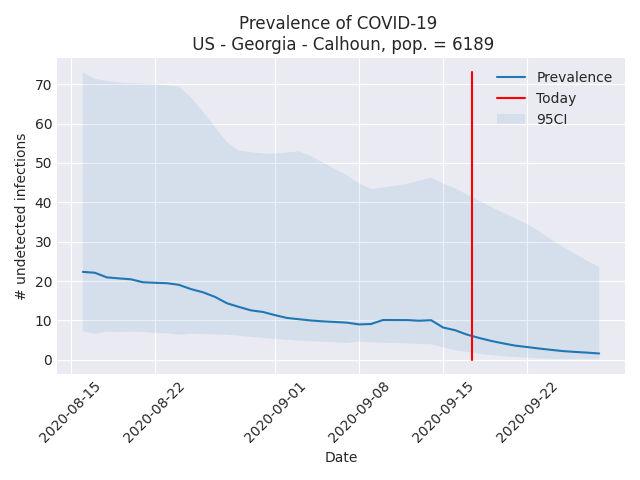 Prevalence of COVID-19
US - Georgia - Calhoun, pop. = 6189
# undetected infections
70
60
50
40
30
20
10
0
Prevalence
Today
95CI
2020-08-15
2020-08-22
2020-09-01
2020-09-08
2020-09-15
2020-09-22
Date